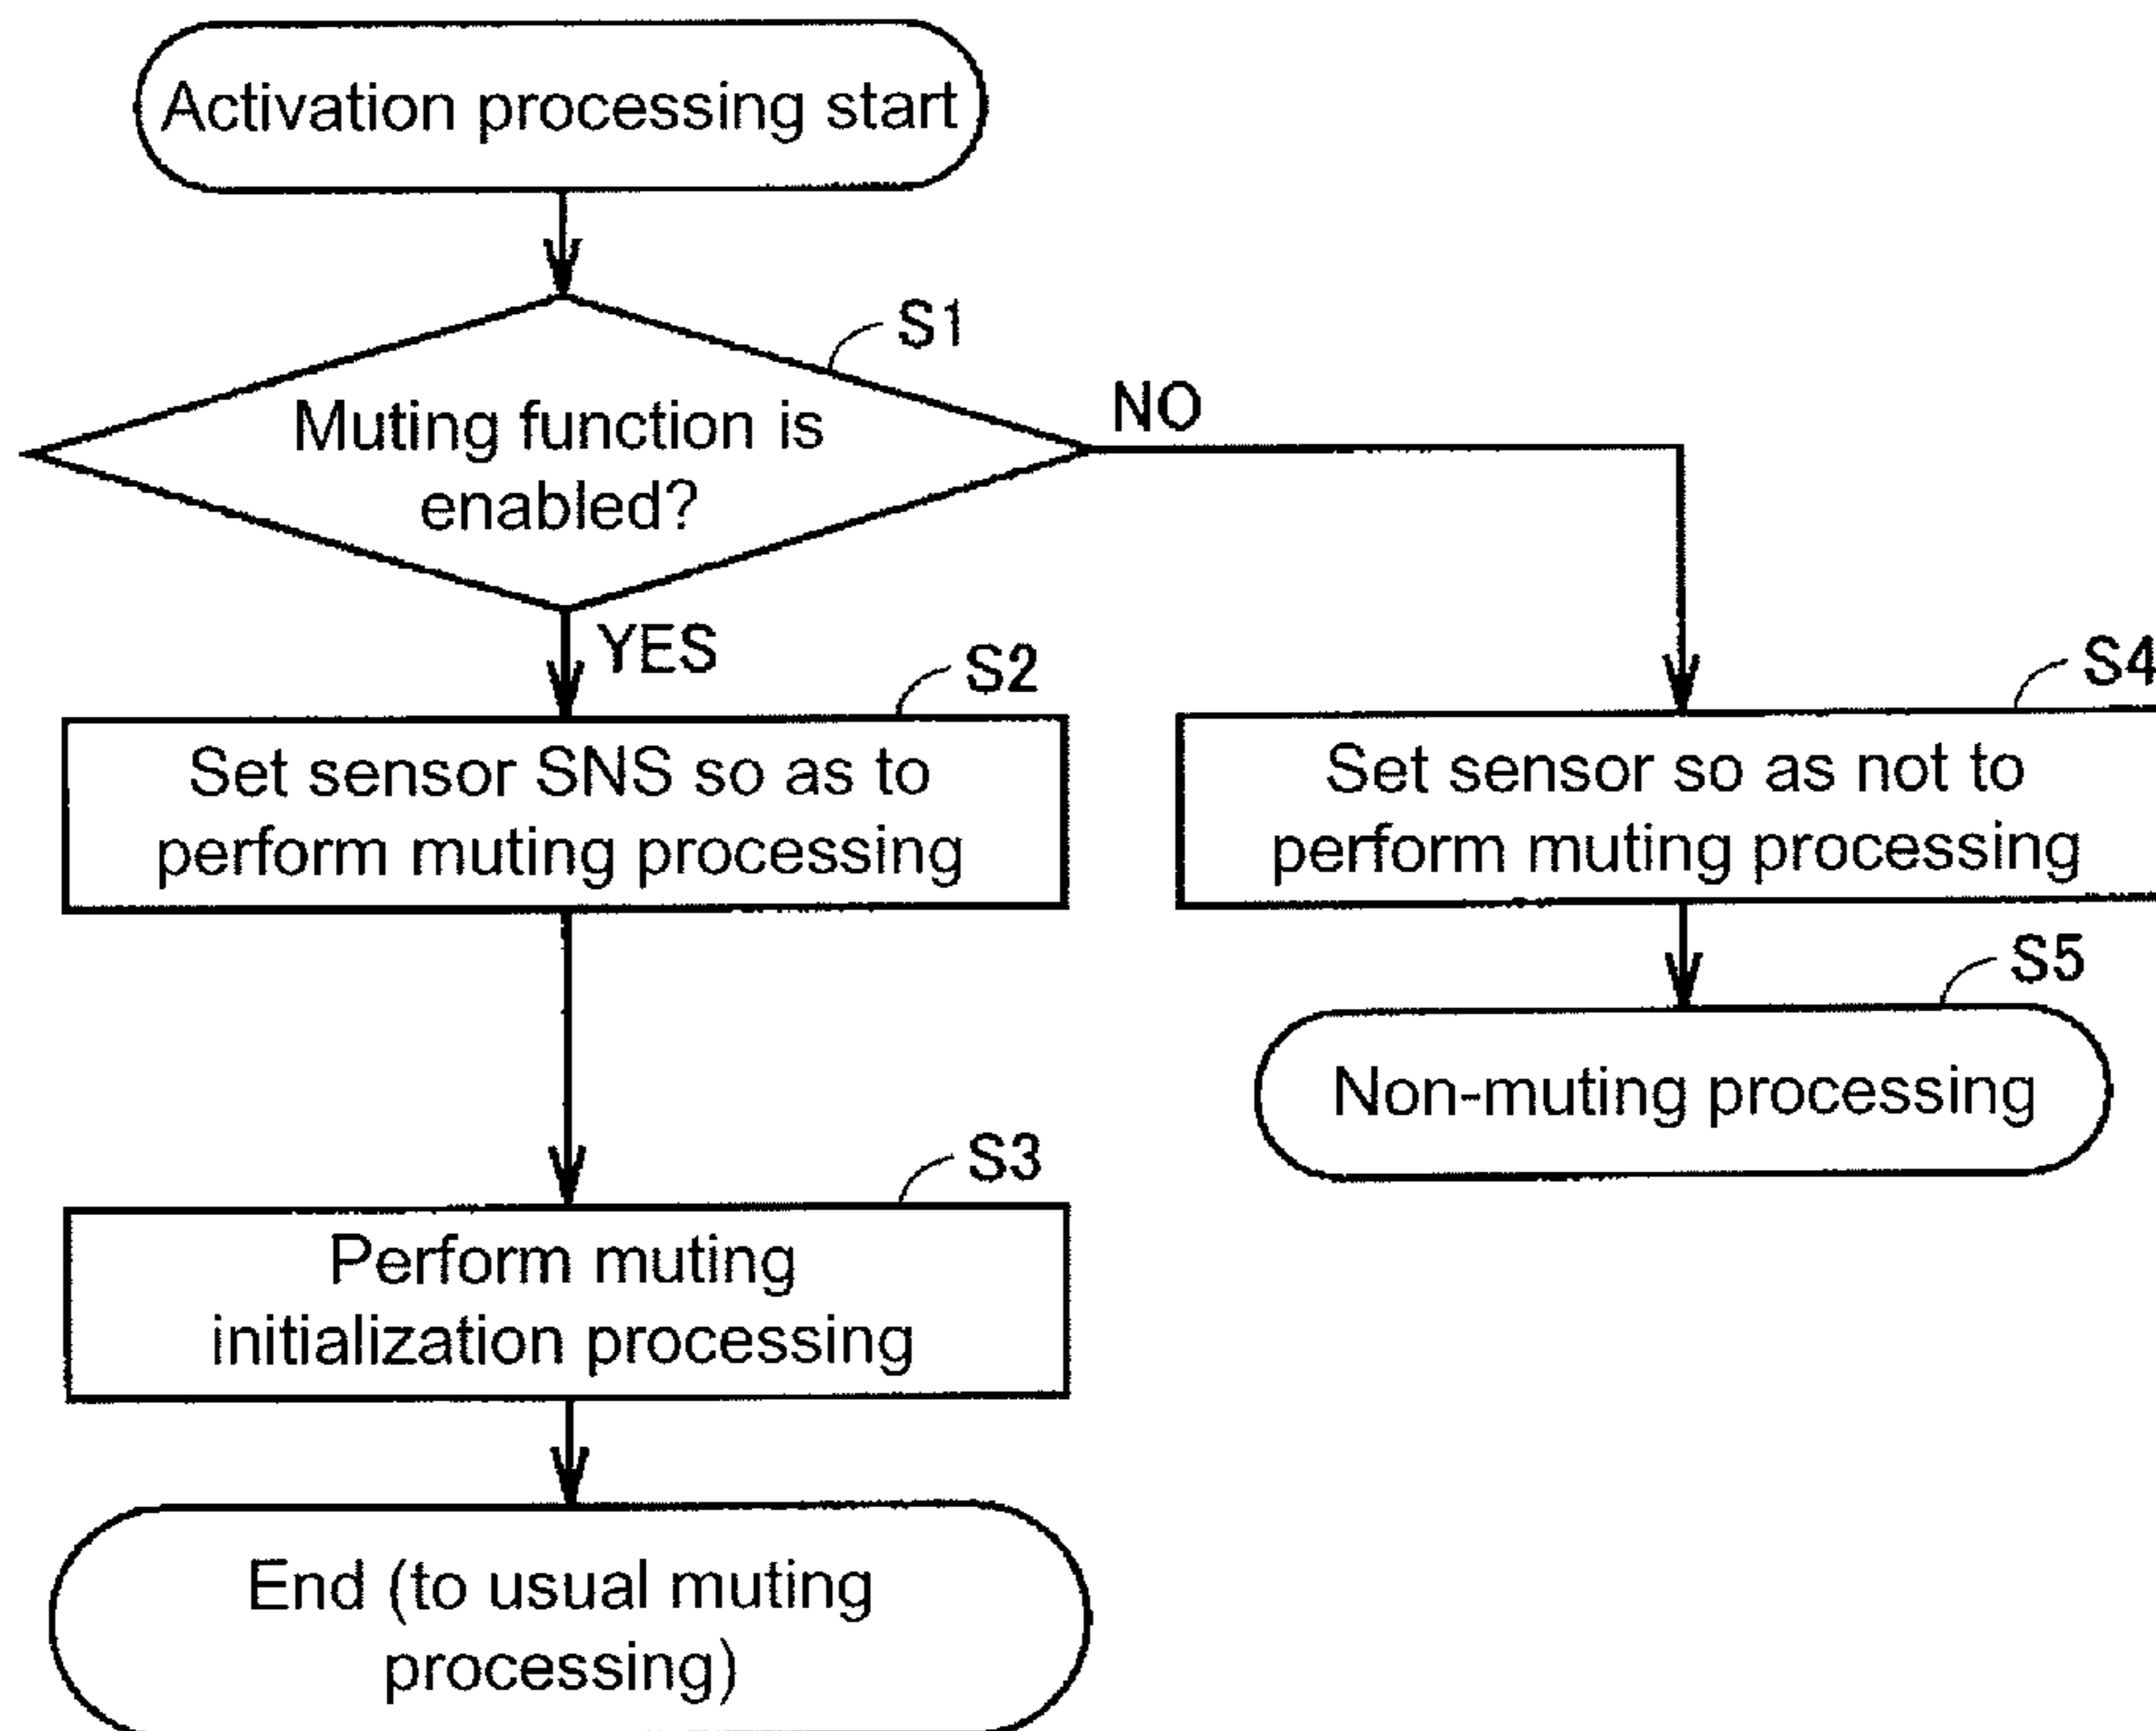 Activation processing start
S1
Muting function is
enabled?
NO
YES
S2
Set sensor SNS so as to
perform muting processing
S4
Set sensor so as not to
perform muting processing
S5
Non-muting processing
S3
Perform muting
initialization processing
End (to usual muting
processing)